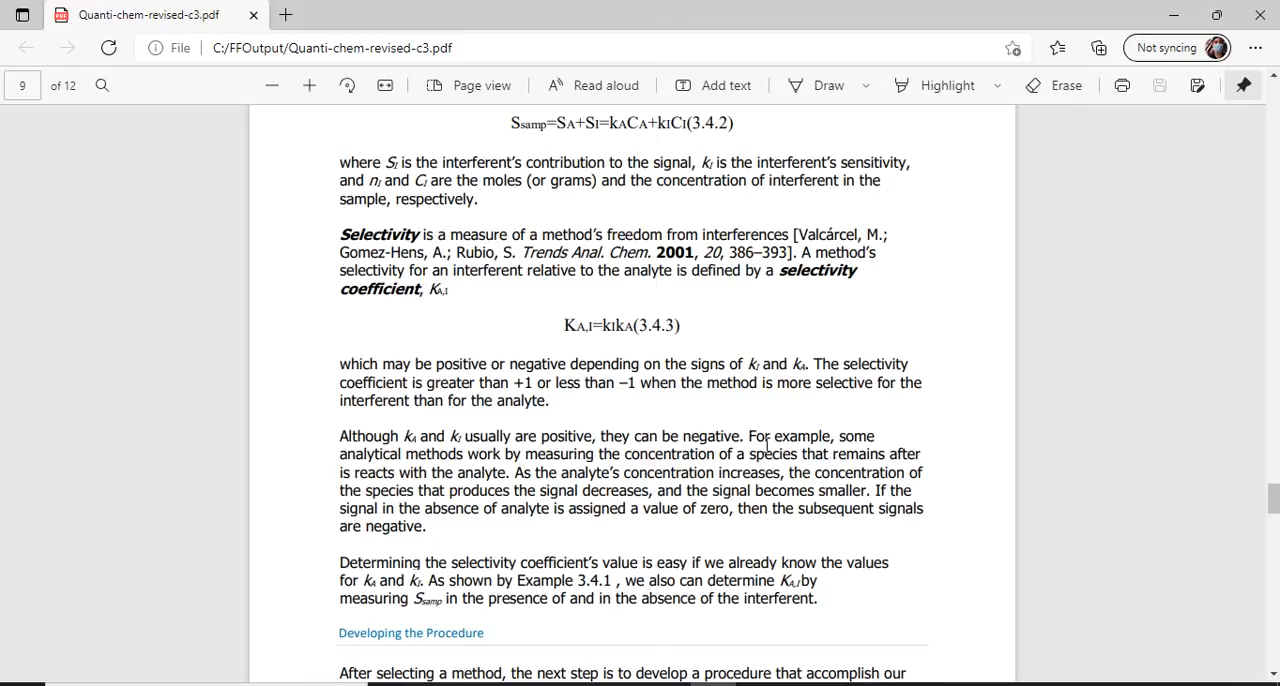 Quanti-chem-revised-c3.pdf
File C:/FFOutput/Quanti-chem-revised-c3.pdf Not syncing
9 of 12 Page view Read aloud Add text Draw Highlight Erase
Ssamp=SA+SI=kACA+kICI(3.4.2)
where SI is the interferent's contribution to the signal, kI is the interferent's sensitivity,
and nI and CI are the moles (or grams) and the concentration of interferent in the
sample, respectively.
Selectivity is a measure of a method's freedom from interferences [Valcárcel, M.;
Gomez-Hens, A.; Rubio, S. Trends Anal. Chem. 2001, 20, 386–393]. A method's
selectivity for an interferent relative to the analyte is defined by a selectivity
coefficient, KA,I
KA,I=kIkA(3.4.3)
which may be positive or negative depending on the signs of kI and kA. The selectivity
coefficient is greater than +1 or less than –1 when the method is more selective for the
interferent than for the analyte.
Although kA and kI usually are positive, they can be negative. For example, some
analytical methods work by measuring the concentration of a species that remains after
is reacts with the analyte. As the analyte's concentration increases, the concentration of
the species that produces the signal decreases, and the signal becomes smaller. If the
signal in the absence of analyte is assigned a value of zero, then the subsequent signals
are negative.
Determining the selectivity coefficient's value is easy if we already know the values
for kA and kI. As shown by Example 3.4.1 , we also can determine KA,I by
measuring Ssamp in the presence of and in the absence of the interferent.
Developing the Procedure
After selecting a method, the next step is to develop a procedure that accomplish our